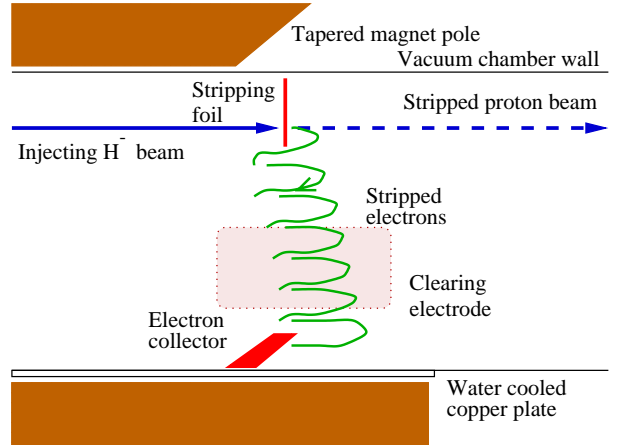 Tapered magnet pole
Vacuum chamber wall
Stripping
foil
Stripped proton beam
Injecting H⁻ beam
Stripped
electrons
Clearing
electrode
Electron
collector
Water cooled
copper plate